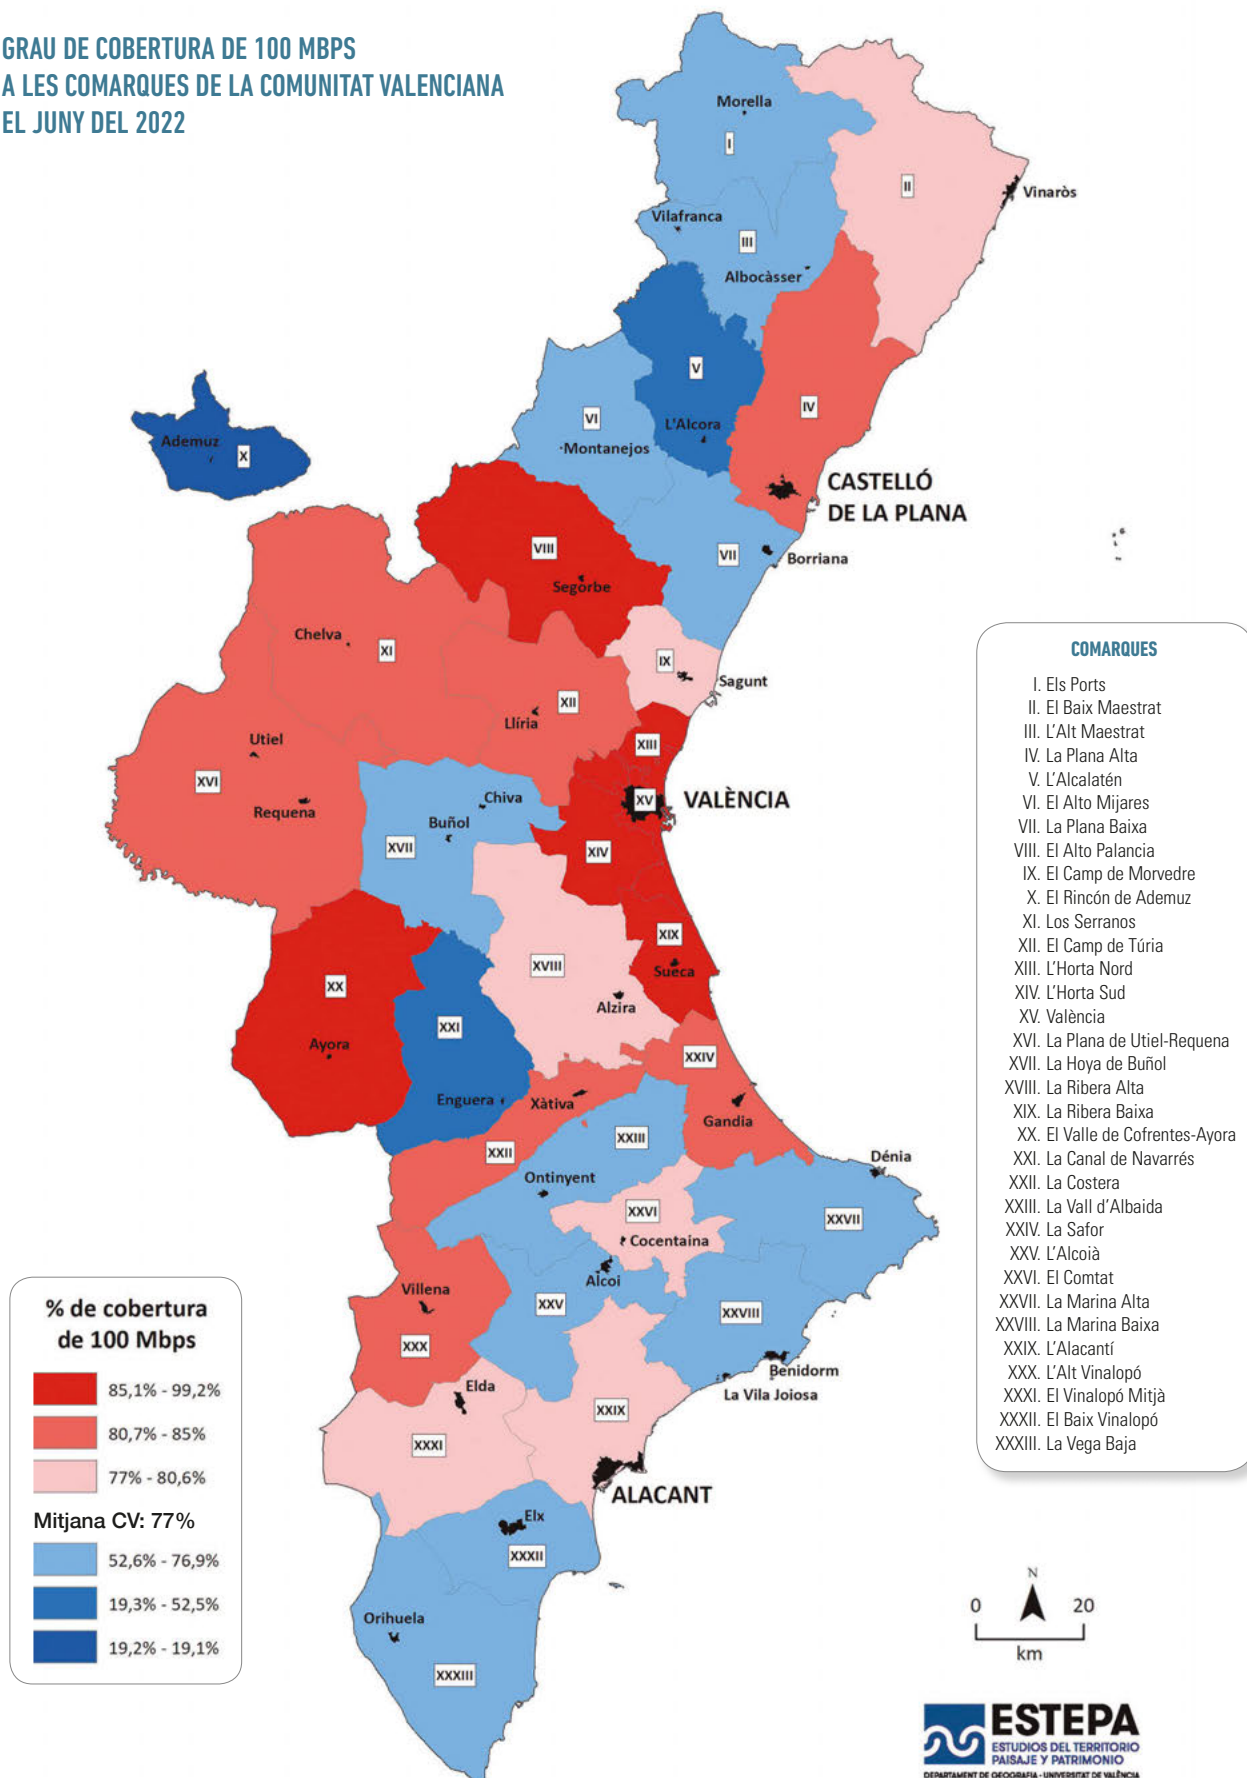 GRAU DE COBERTURA DE 100 MBPS
A LES COMARQUES DE LA COMUNITAT VALENCIANA
EL JUNY DEL 2022
Morella
I
II
Vinaròs
Vilafranca
III
Albocàsser
V
IV
VI
L'Alcora
Montanejos
Ademuz
X
CASTELLÓ
DE LA PLANA
VIII
VII
Borriana
Segorbe
Chelva
XI
IX
Sagunt
XII
Llíria
Utiel
XIII
XVI
Requena
Chiva
XV
VALÈNCIA
Buñol
XVII
XIV
XIX
XVIII
Sueca
XX
Alzira
XXI
Ayora
XXIV
Enguera
Xàtiva
Gandia
XXIII
XXII
Dénia
Ontinyent
XXVI
XXVII
Cocentaina
Alcoi
Villena
XXV
XXVIII
XXX
Benidorm
Elda
La Vila Joiosa
XXIX
XXXI
ALACANT
Elx
XXXII
Orihuela
XXXIII
COMARQUES
I. Els Ports
II. El Baix Maestrat
III. L'Alt Maestrat
IV. La Plana Alta
V. L'Alcalatén
VI. El Alto Mijares
VII. La Plana Baixa
VIII. El Alto Palancia
IX. El Camp de Morvedre
X. El Rincón de Ademuz
XI. Los Serranos
XII. El Camp de Túria
XIII. L'Horta Nord
XIV. L'Horta Sud
XV. València
XVI. La Plana de Utiel-Requena
XVII. La Hoya de Buñol
XVIII. La Ribera Alta
XIX. La Ribera Baixa
XX. El Valle de Cofrentes-Ayora
XXI. La Canal de Navarrés
XXII. La Costera
XXIII. La Vall d'Albaida
XXIV. La Safor
XXV. L'Alcoià
XXVI. El Comtat
XXVII. La Marina Alta
XXVIII. La Marina Baixa
XXIX. L'Alacantí
XXX. L'Alt Vinalopó
XXXI. El Vinalopó Mitjà
XXXII. El Baix Vinalopó
XXXIII. La Vega Baja
% de cobertura
de 100 Mbps
85,1% - 99,2%
80,7% - 85%
77% - 80,6%
Mitjana CV: 77%
52,6% - 76,9%
19,3% - 52,5%
19,2% - 19,1%
N
0 20
km
ESTEPA
ESTUDIOS DEL TERRITORIO
PAISAJE Y PATRIMONIO
DEPARTAMENT DE GEOGRAFIA - UNIVERSITAT DE VALÈNCIA